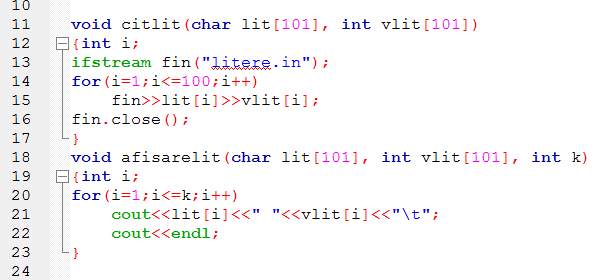 10
11 void citlit(char lit[101], int vlit[101])
12 {int i;
13 ifstream fin("litere.in");
14 for(i=1;i<=100;i++)
15 fin>>lit[i]>>vlit[i];
16 fin.close();
17 }
18 void afisarelit(char lit[101], int vlit[101], int k)
19 {int i;
20 for(i=1;i<=k;i++)
21 cout<<lit[i]<<" "<<vlit[i]<<"\t";
22 cout<<endl;
23 }
24